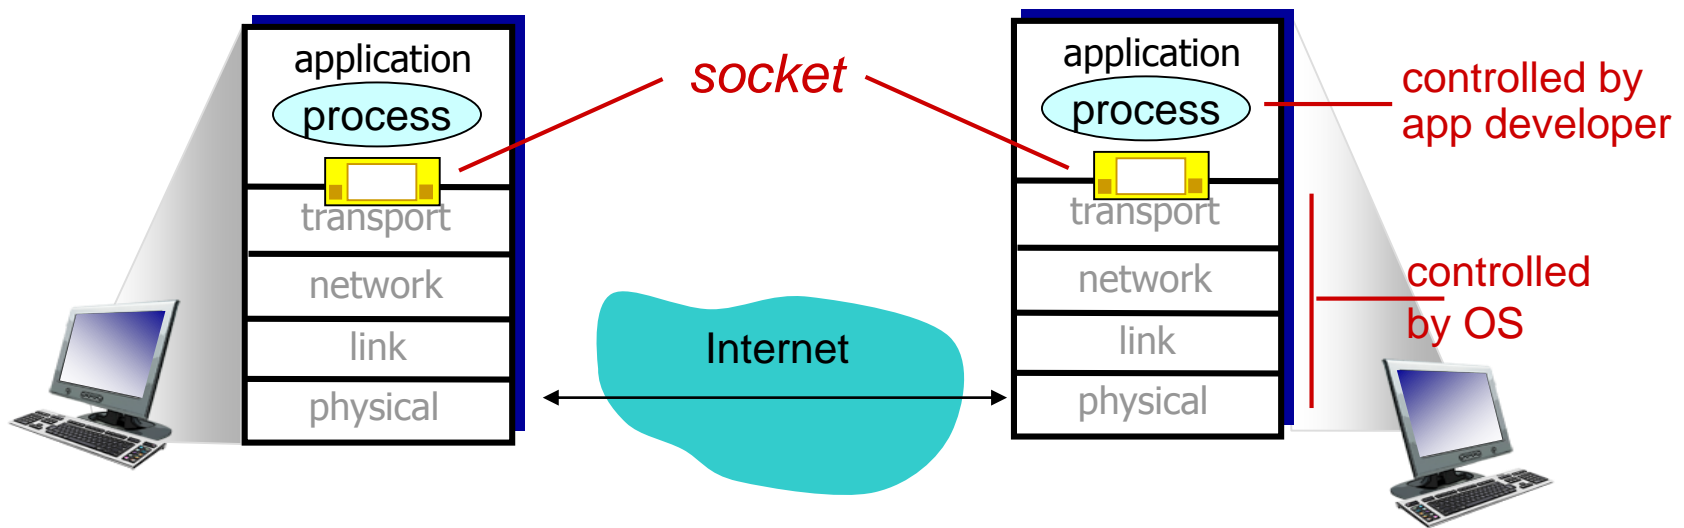 application
process
transport
network
link
physical
socket
Internet
application
process
transport
network
link
physical
controlled by
app developer
controlled
by OS